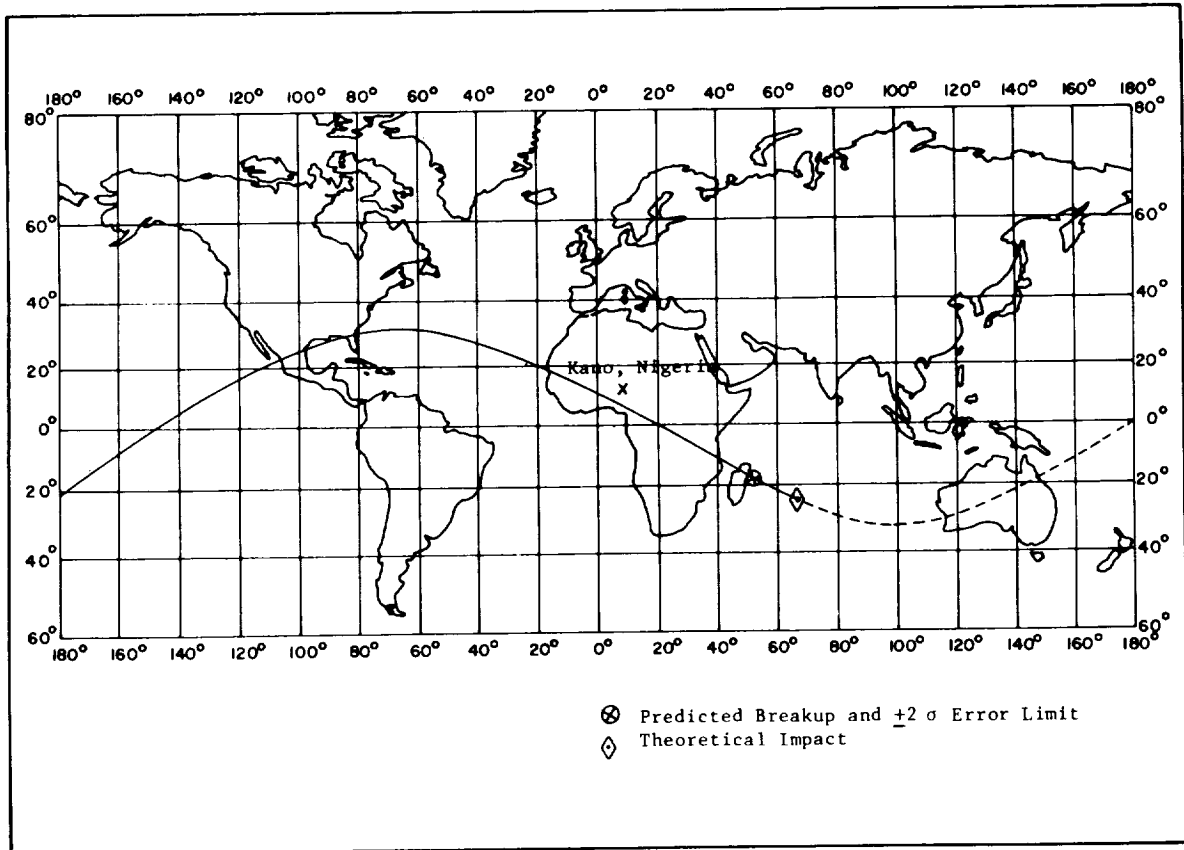 180° 160° 140° 120° 100° 80° 60° 40° 20° 0° 20° 40° 60° 80° 100° 120° 140° 160° 180°
80° 80°
60° 60°
40° 40°
20° Kano, Nigeria 20°
X
0° 0°
20° 20°
40° 40°
60° 60°
180° 160° 140° 120° 100° 80° 60° 40° 20° 0° 20° 40° 60° 80° 100° 120° 140° 160° 180°
Predicted Breakup and ±2 σ Error Limit
Theoretical Impact